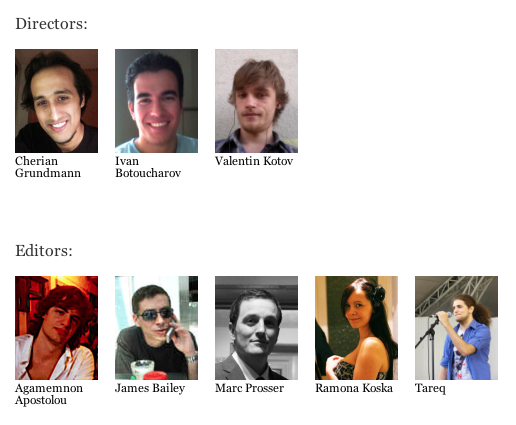 Directors:
Cherian
Grundmann
Ivan
Botoucharov
Valentin Kotov
Editors:
Agamemnon
Apostolou
James Bailey
Marc Prosser
Ramona Koska
Tareq